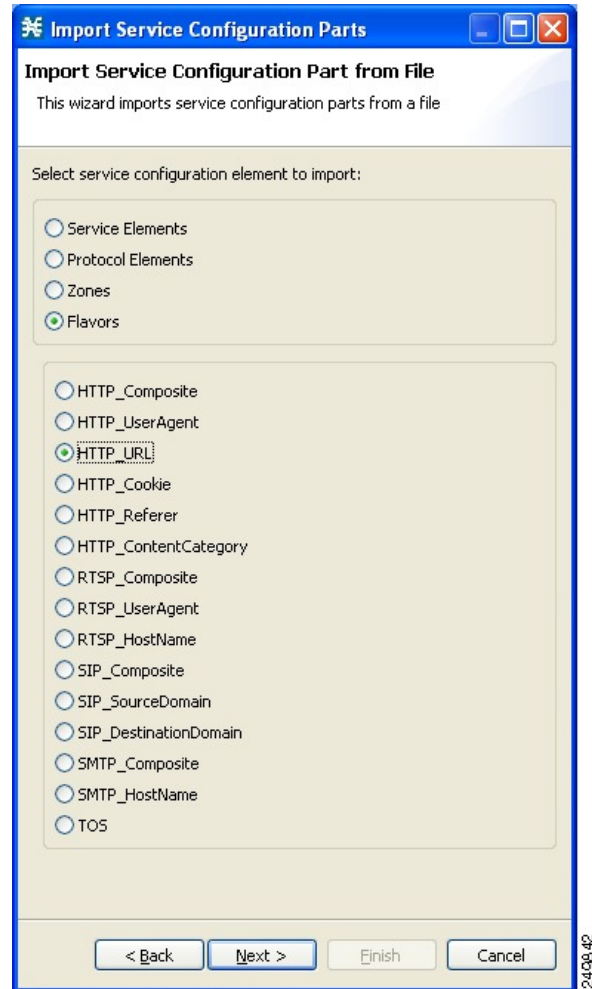 Import Service Configuration Parts
Import Service Configuration Part from File
This wizard imports service configuration parts from a file
Select service configuration element to import:
Service Elements
Protocol Elements
Zones
Flavors
HTTP_Composite
HTTP_UserAgent
HTTP_URL
HTTP_Cookie
HTTP_Referer
HTTP_ContentCategory
RTSP_Composite
RTSP_UserAgent
RTSP_HostName
SIP_Composite
SIP_SourceDomain
SIP_DestinationDomain
SMTP_Composite
SMTP_HostName
TOS
< Back Next > Finish Cancel
249842